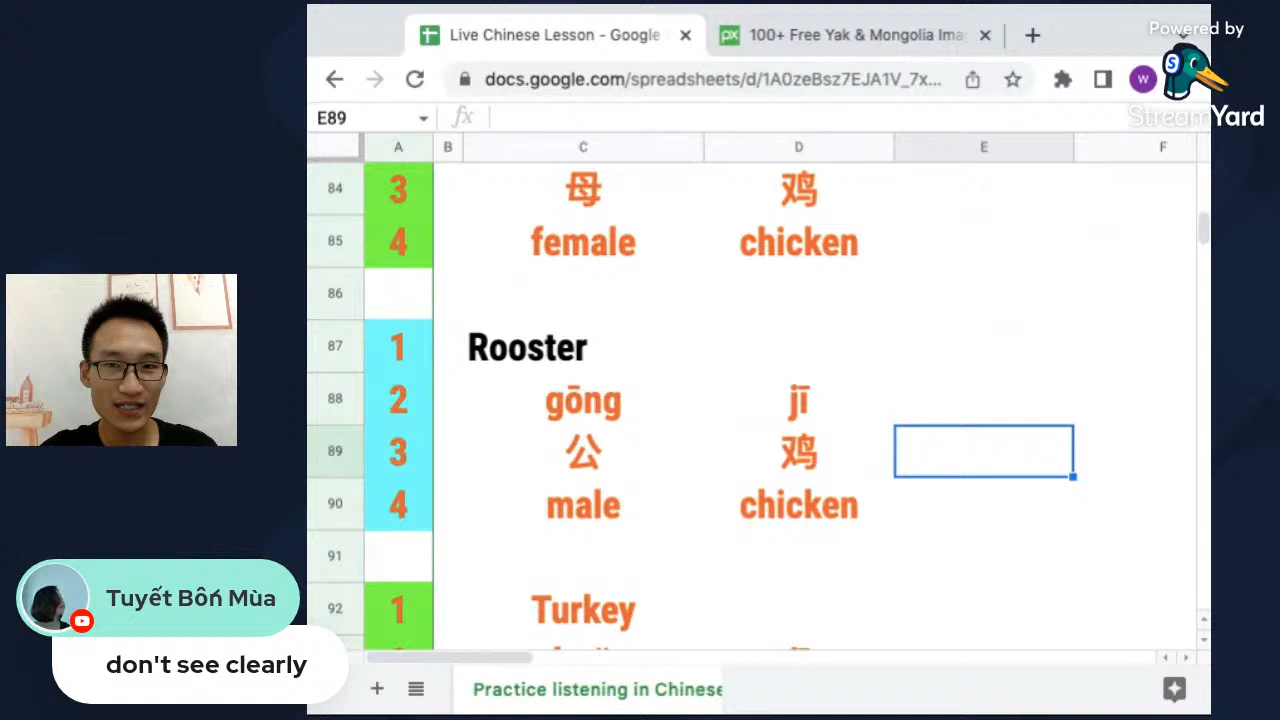 Live Chinese Lesson - Google
100+ Free Yak & Mongolia Ima
Powered by
StreamYard
docs.google.com/spreadsheets/d/1A0zeBsz7EJA1V_7x...
W
E89
fx
A B C D E F
84 3 母 鸡
85 4 female chicken
86
87 1 Rooster
88 2 gōng jī
89 3 公 鸡
90 4 male chicken
91
92 1 Turkey
Tuyết Bốn Mùa
don't see clearly
Practice listening in Chinese